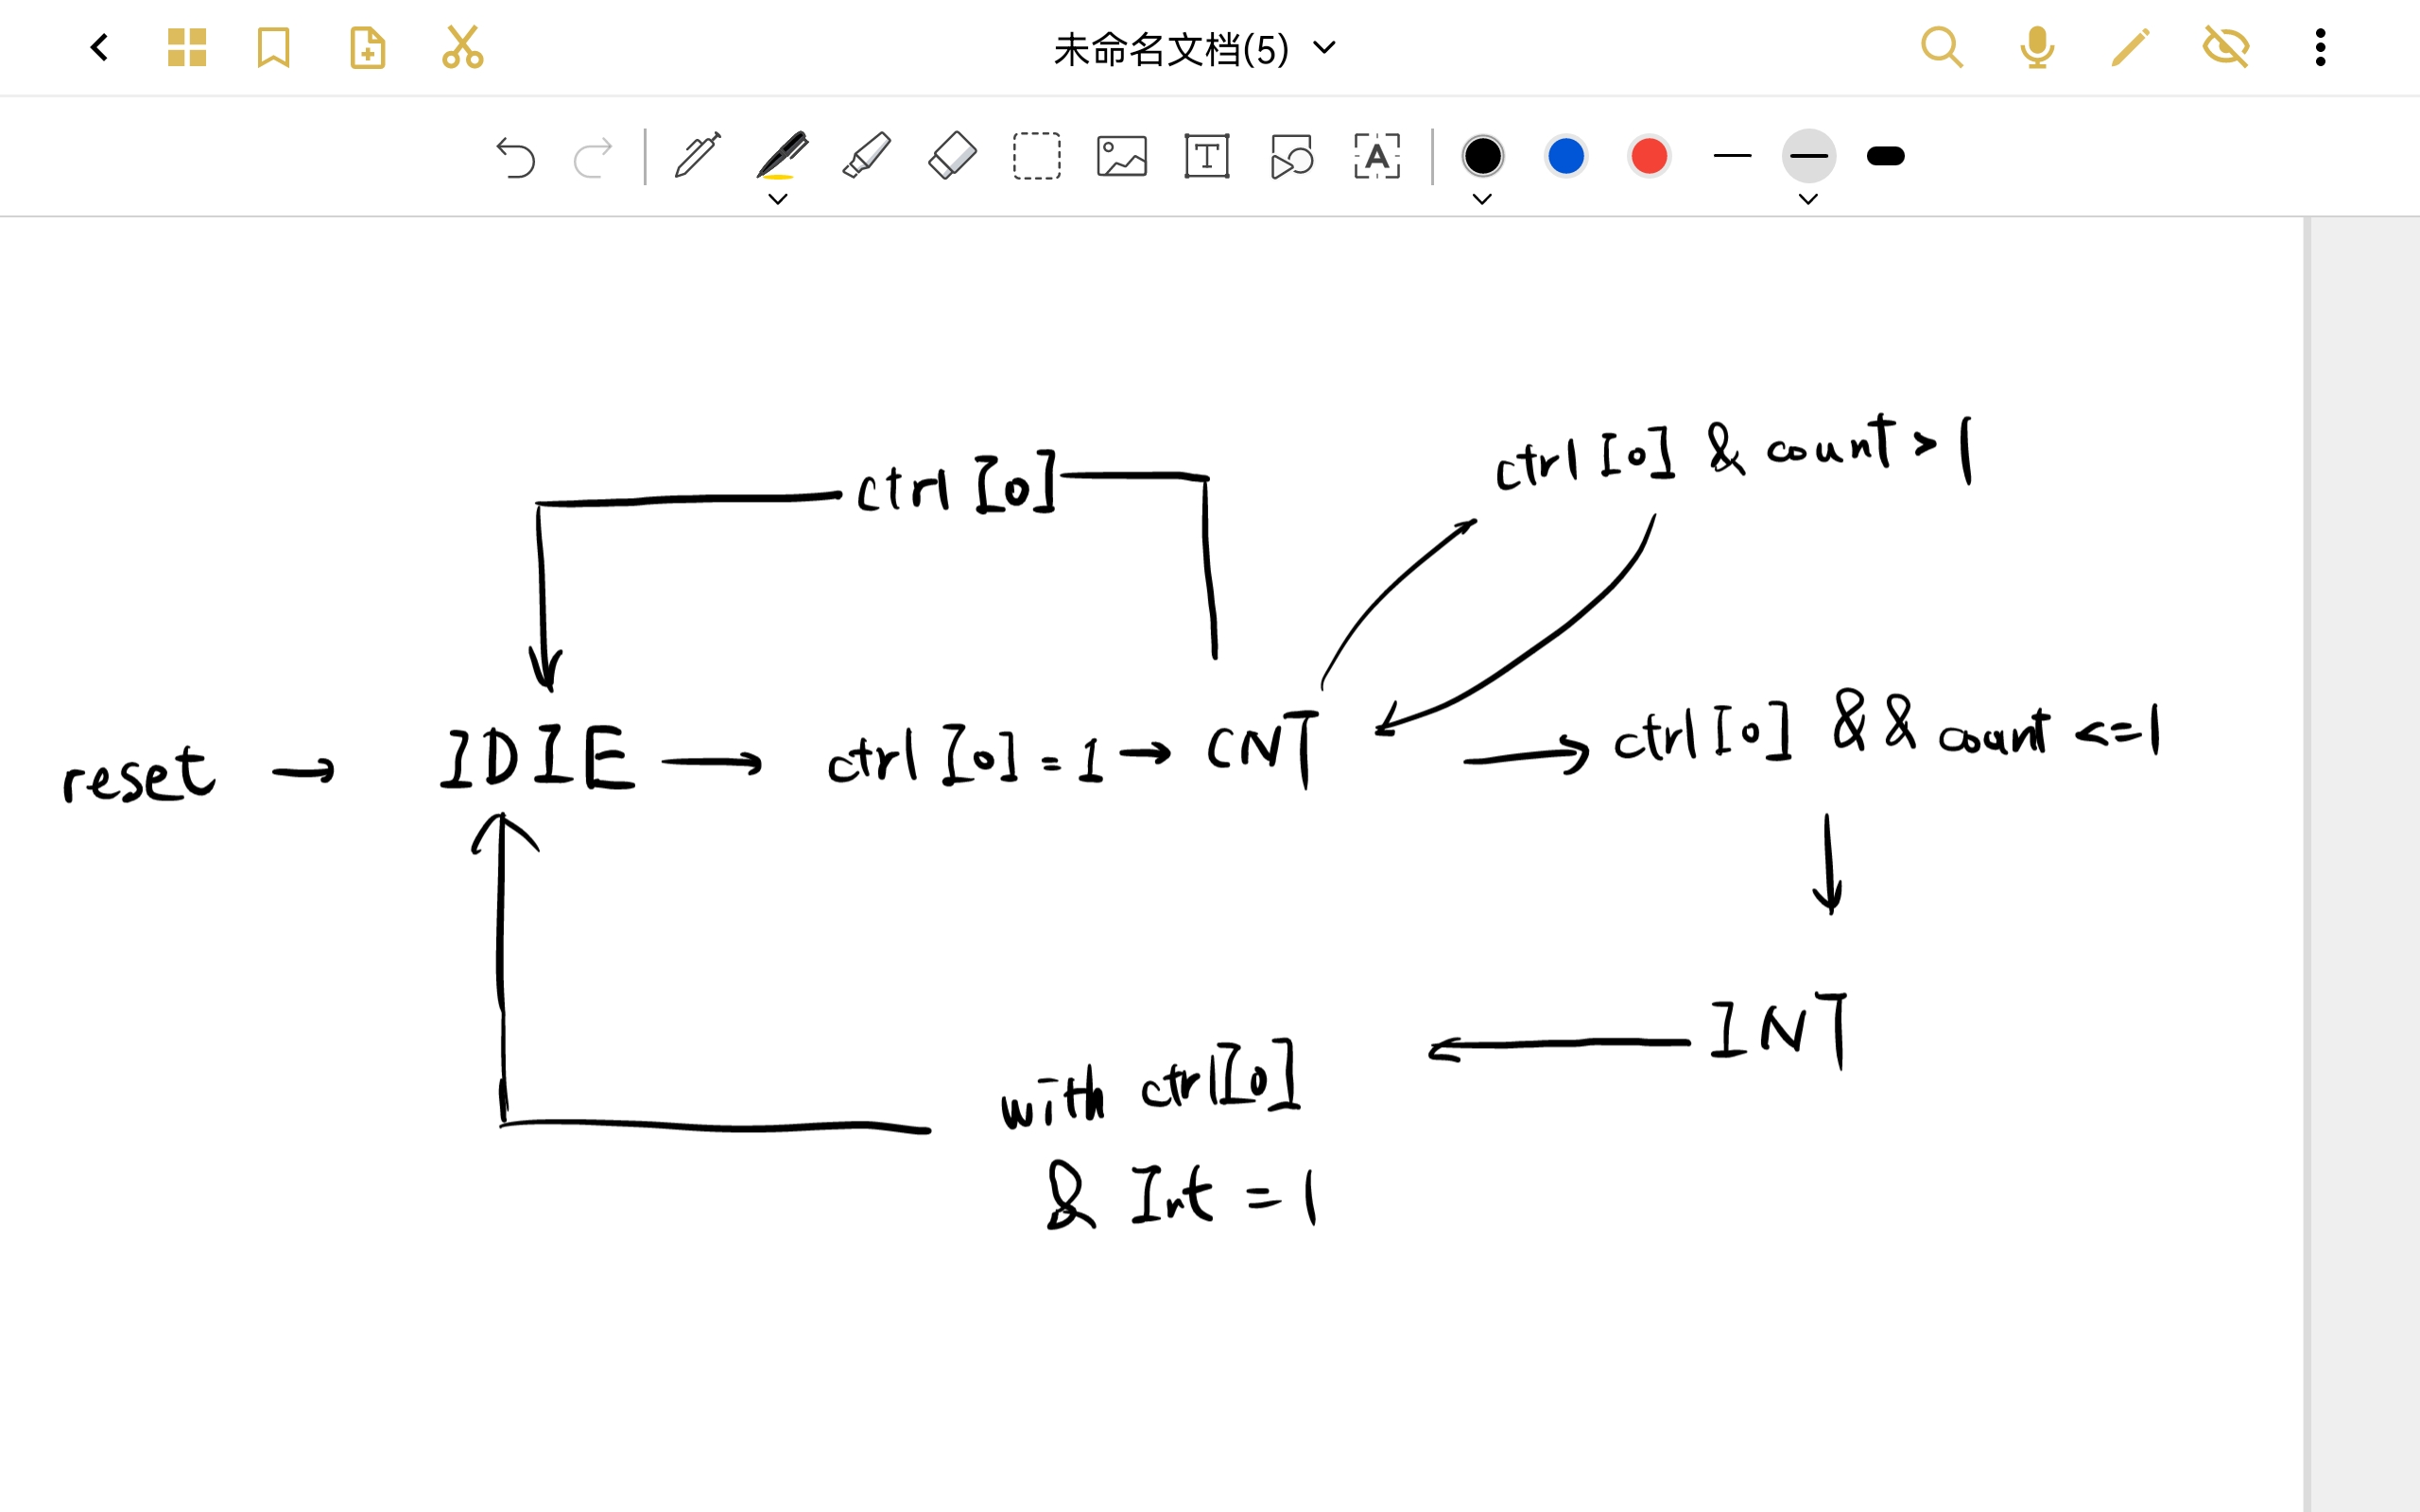 未命名文档(5)
T
A
ctrl [0] & count > 1
ctrl [0]
reset → IDIE → ctrl [0] = 1 → CNT → ctrl [0] && count <= 1
INT
with ctrl[0]
& Int = 1